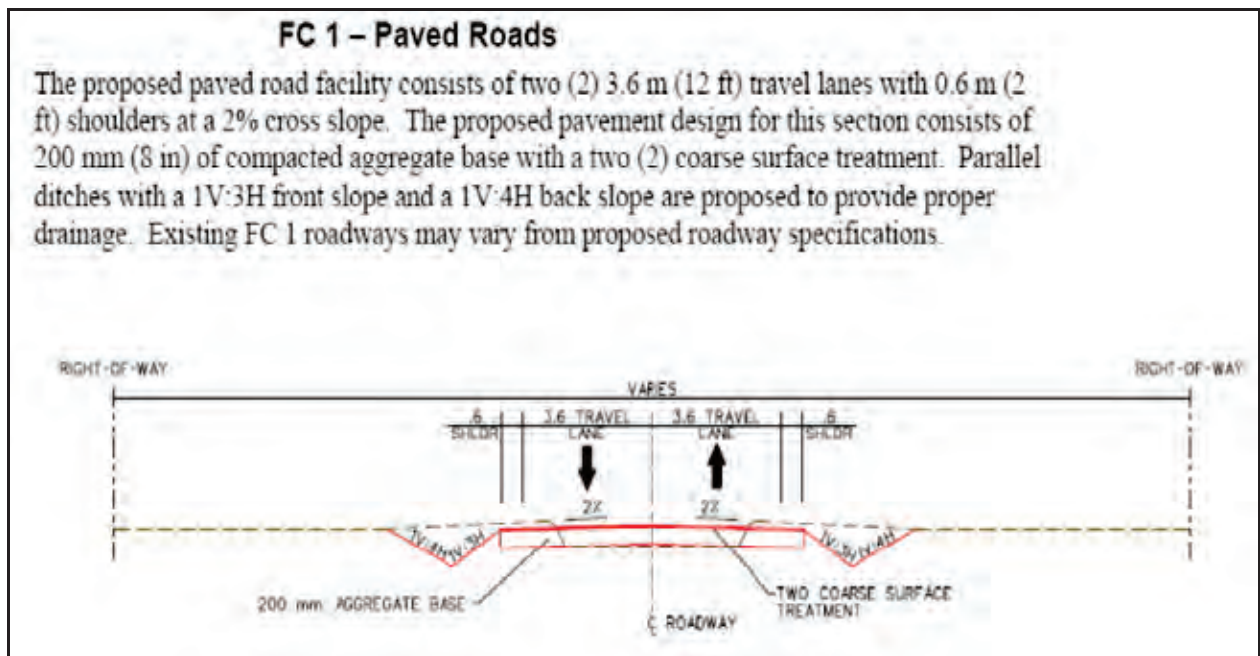 FC 1 – Paved Roads
The proposed paved road facility consists of two (2) 3.6 m (12 ft) travel lanes with 0.6 m (2
ft) shoulders at a 2% cross slope. The proposed pavement design for this section consists of
200 mm (8 in) of compacted aggregate base with a two (2) coarse surface treatment. Parallel
ditches with a 1V:3H front slope and a 1V:4H back slope are proposed to provide proper
drainage. Existing FC 1 roadways may vary from proposed roadway specifications.
RIGHT-OF-WAY
RIGHT-OF-WAY
VARIES
.6 3.6 TRAVEL 3.6 TRAVEL .6
SHLDR LANE LANE SHLDR
2% 2%
1V:4H 1V:3H 1V:3H 1V:4H
200 mm AGGREGATE BASE
TWO COARSE SURFACE
TREATMENT
℄ ROADWAY